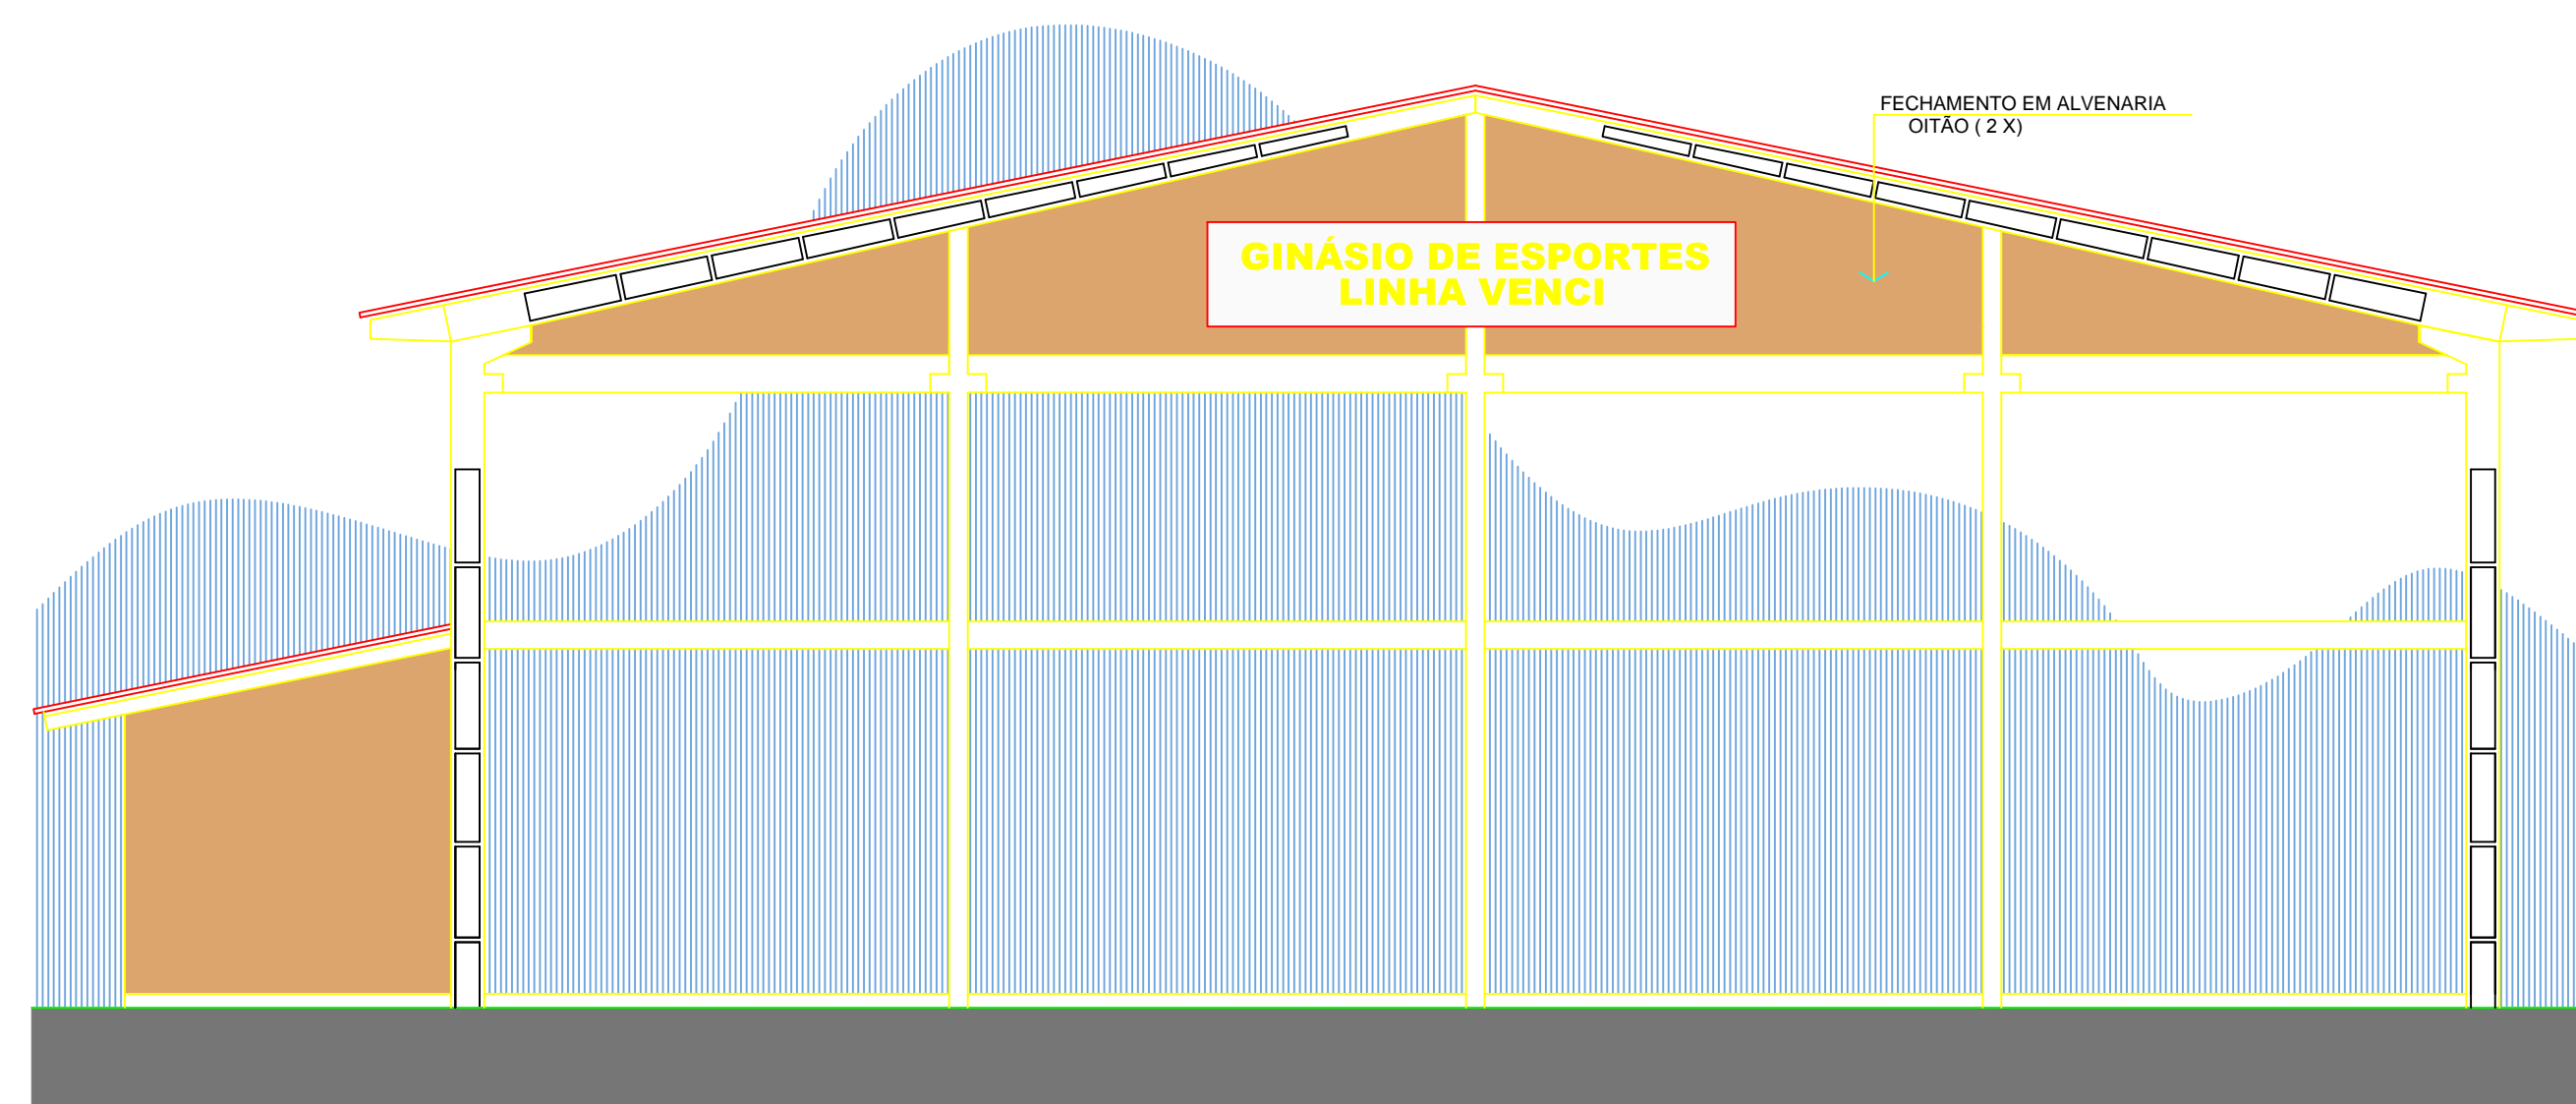 FECHAMENTO EM ALVENARIA
OITÃO ( 2 X)
GINÁSIO DE ESPORTES
LINHA VENCI